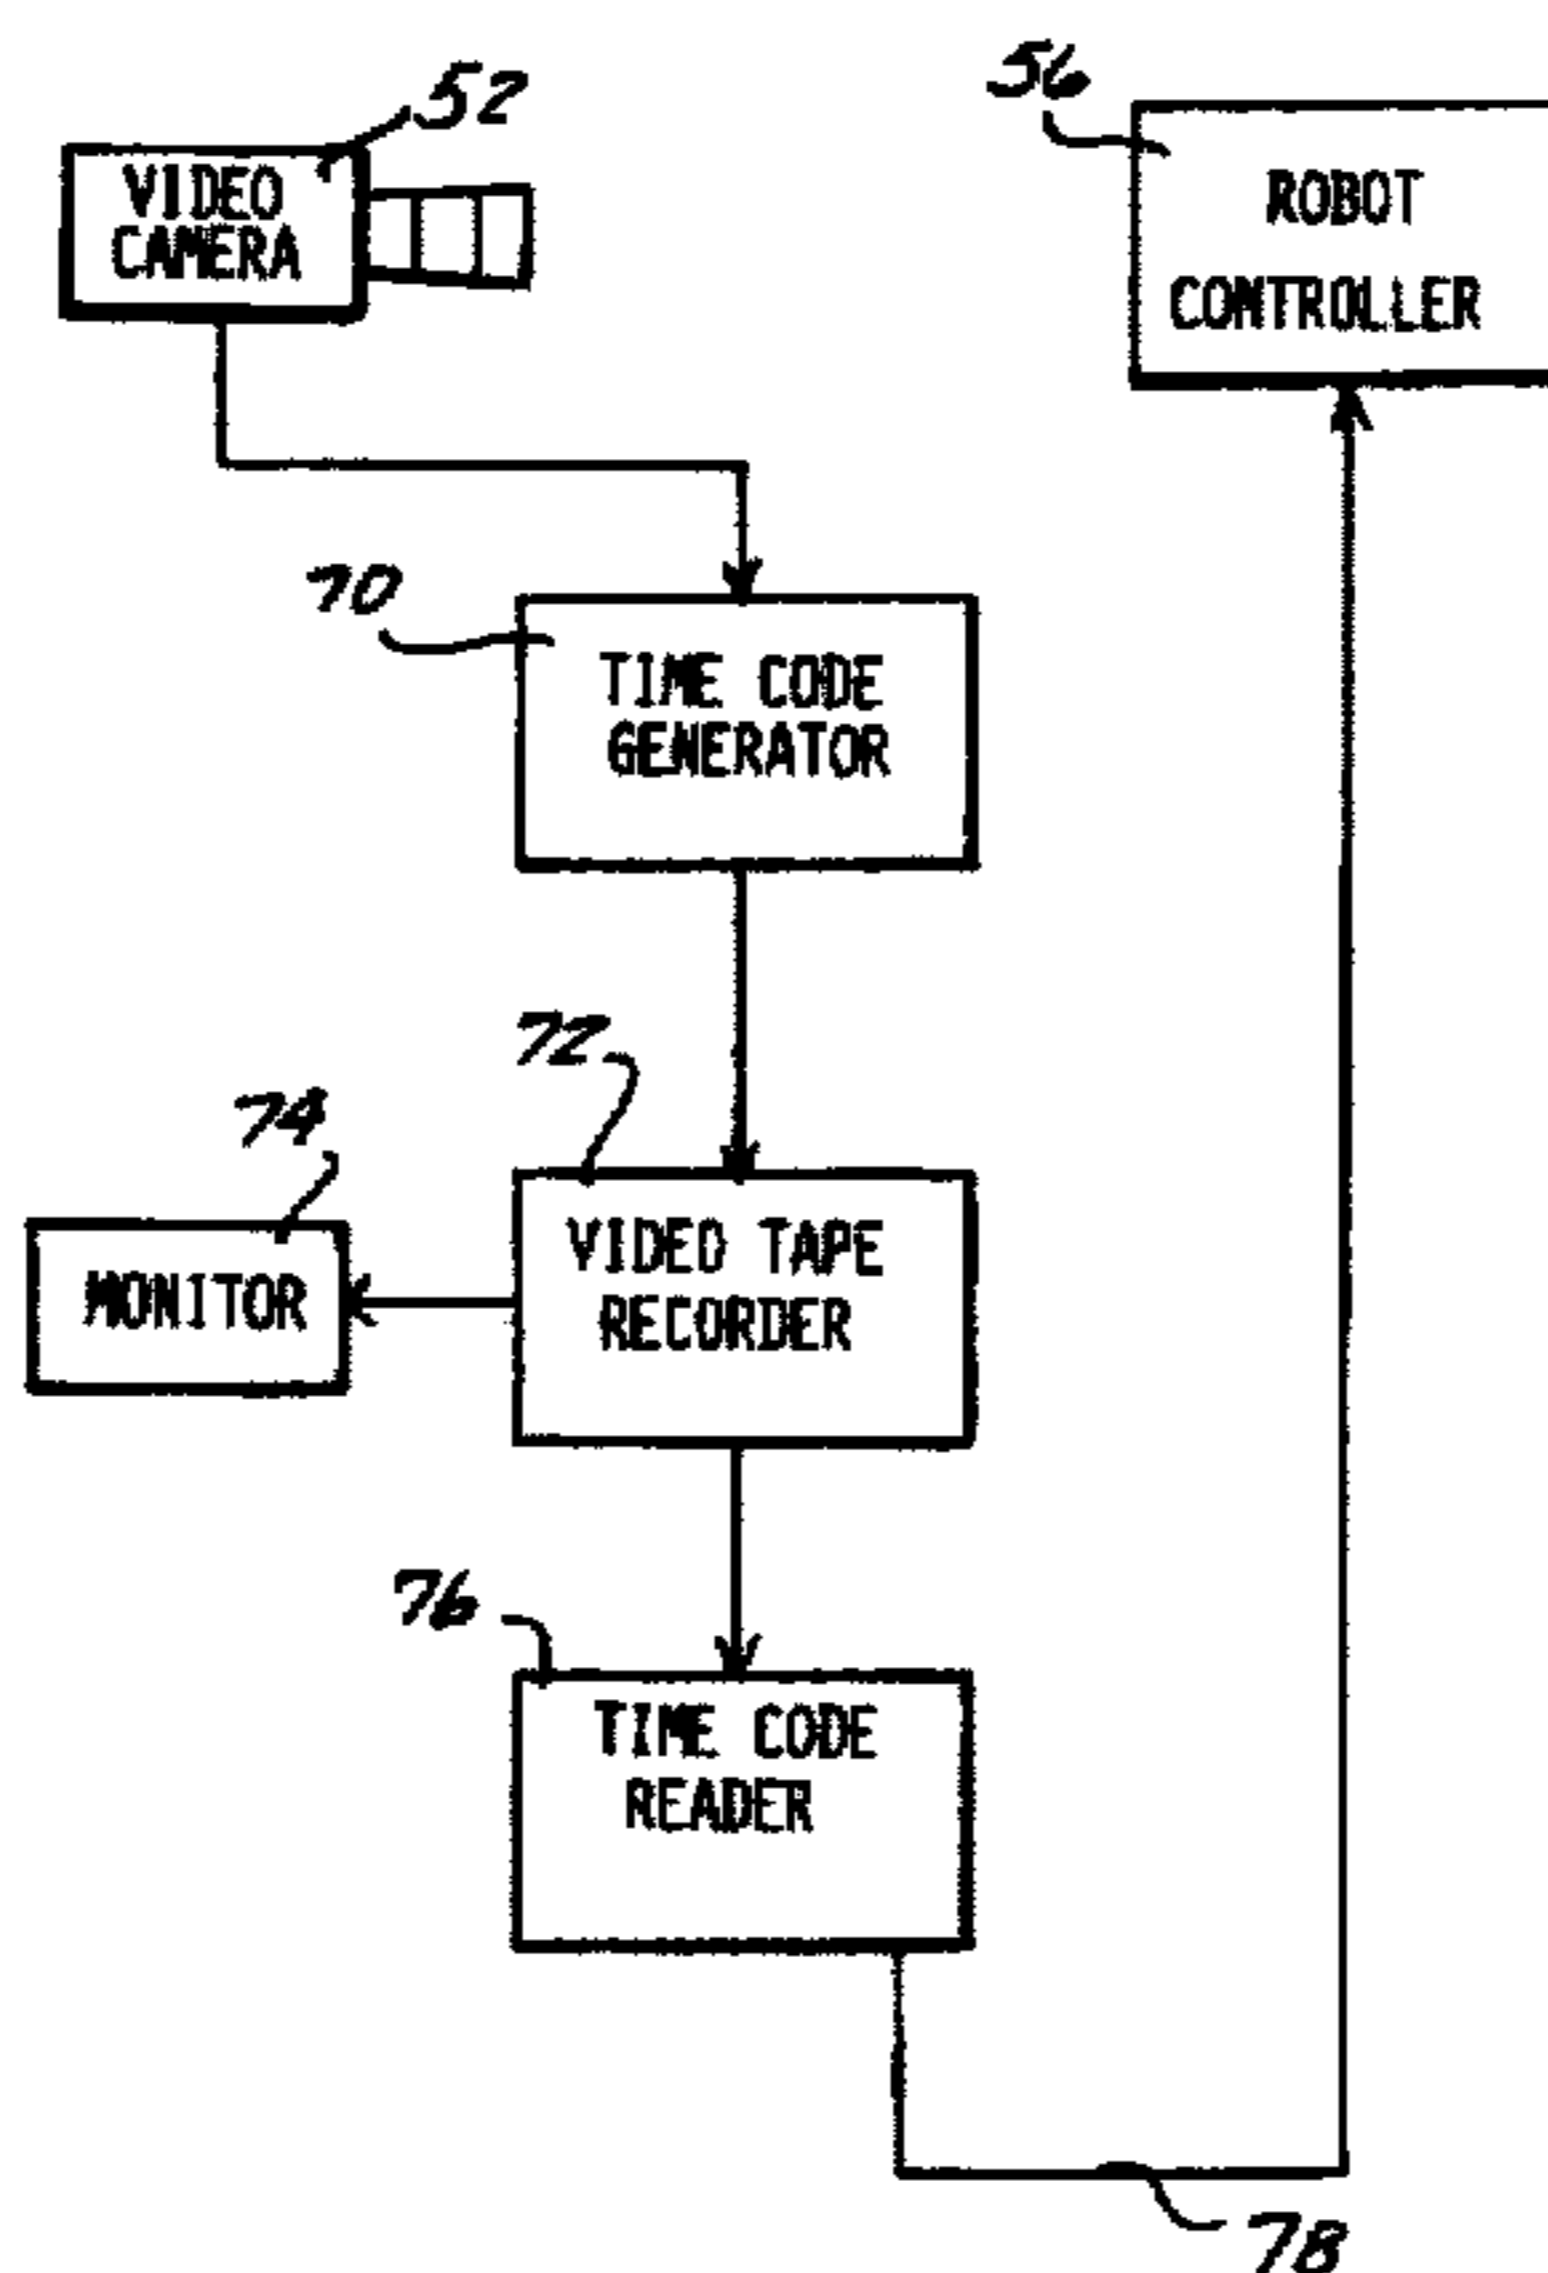 52
VIDEO
CAMERA
56
ROBOT
CONTROLLER
70
TIME CODE
GENERATOR
72
VIDEO TAPE
RECORDER
74
MONITOR
76
TIME CODE
READER
78